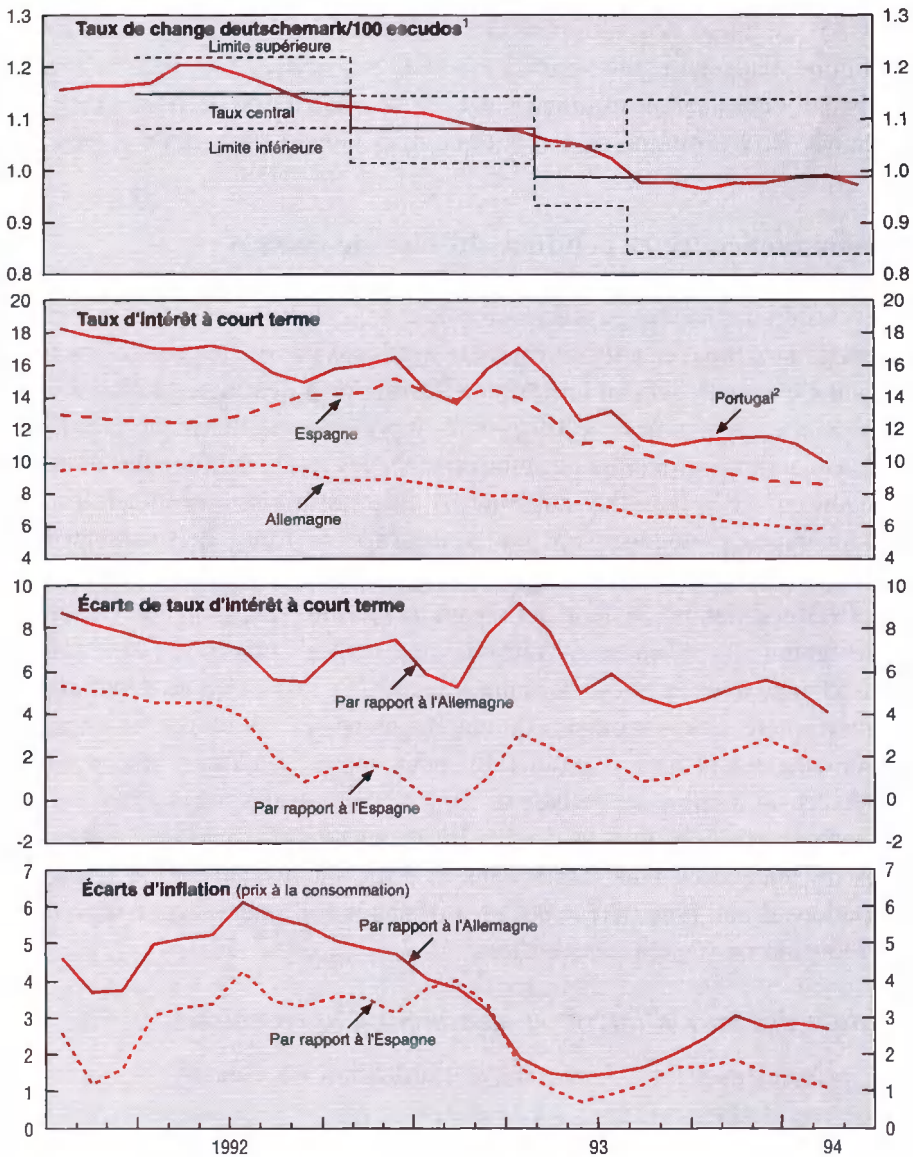 Taux de change deutschemark/100 escudos¹
Limite supérieure
Taux central
Limite inférieure
1.3 1.3
1.2 1.2
1.1 1.1
1.0 1.0
0.9 0.9
0.8 0.8
Taux d'intérêt à court terme
Portugal²
Espagne
Allemagne
20 20
18 18
16 16
14 14
12 12
10 10
8 8
6 6
4 4
Écarts de taux d'intérêt à court terme
Par rapport à l'Allemagne
Par rapport à l'Espagne
10 10
8 8
6 6
4 4
2 2
0 0
-2 -2
Écarts d'inflation (prix à la consommation)
Par rapport à l'Allemagne
Par rapport à l'Espagne
7 7
6 6
5 5
4 4
3 3
2 2
1 1
0 0
1992 93 94